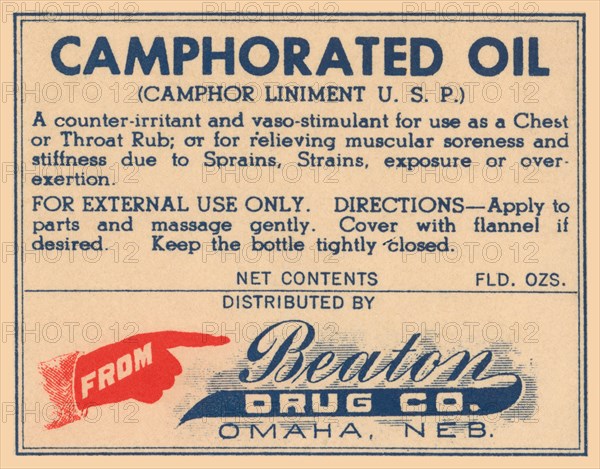 CAMPHORATED OIL
(CAMPHOR LINIMENT U. S. P.)
A counter-irritant and vaso-stimulant for use as a Chest
or Throat Rub; or for relieving muscular soreness and
stiffness due to Sprains, Strains, exposure or over-
exertion.
FOR EXTERNAL USE ONLY. DIRECTIONS—Apply to
parts and massage gently. Cover with flannel if
desired. Keep the bottle tightly closed.
NET CONTENTS FLD. OZS.
DISTRIBUTED BY
FROM
Beaton
DRUG CO.
OMAHA, NEB.
PHOTO12